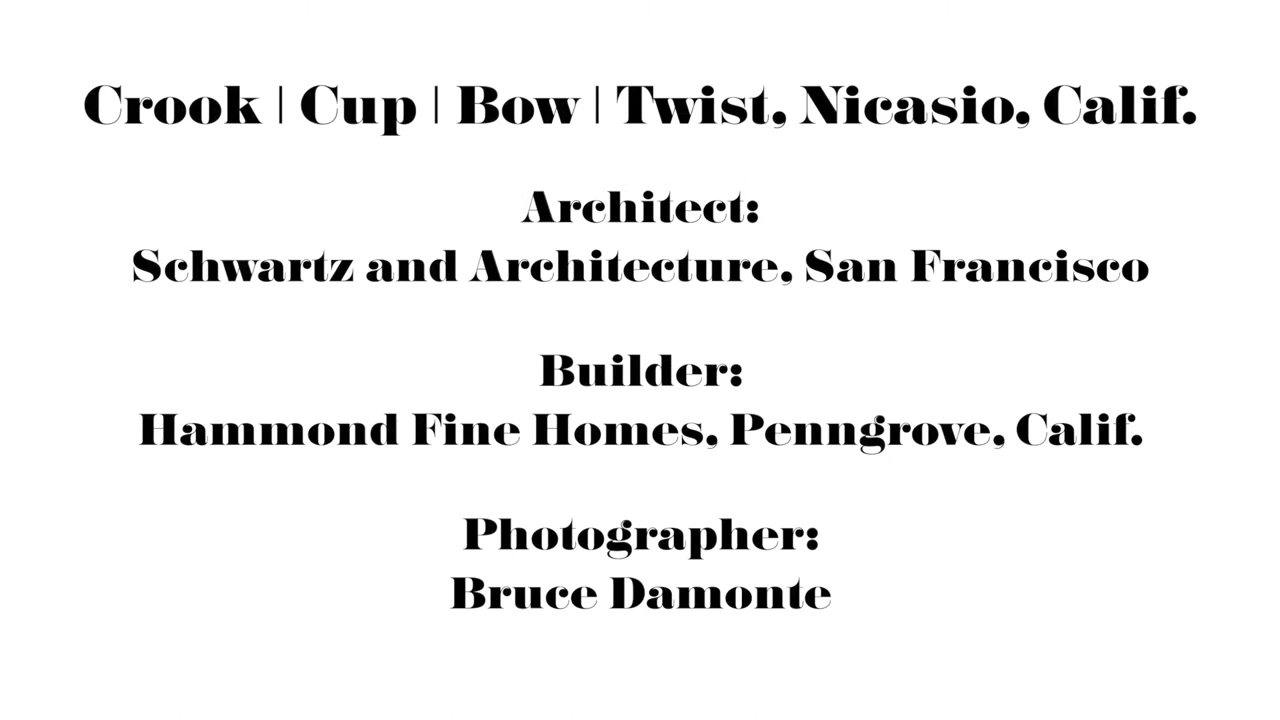 Crook | Cup | Bow | Twist, Nicasio, Calif.
Architect:
Schwartz and Architecture, San Francisco
Builder:
Hammond Fine Homes, Penngrove, Calif.
Photographer:
Bruce Damonte